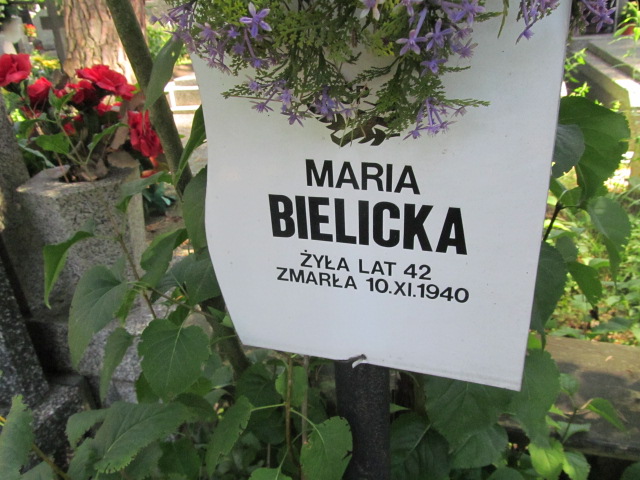 MARIA
BIELICKA
ŻYŁA LAT 42
ZMARŁA 10.XI.1940